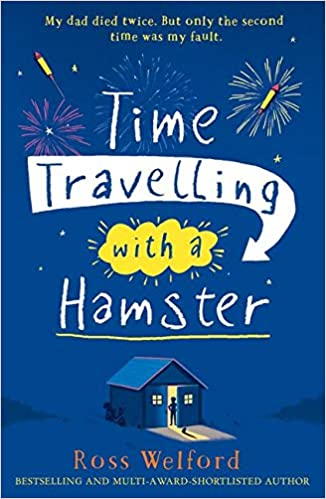 My dad died twice. But only the second
time was my fault.
Time
Travelling
with a
Hamster
Ross Welford
BESTSELLING AND MULTI-AWARD-SHORTLISTED AUTHOR